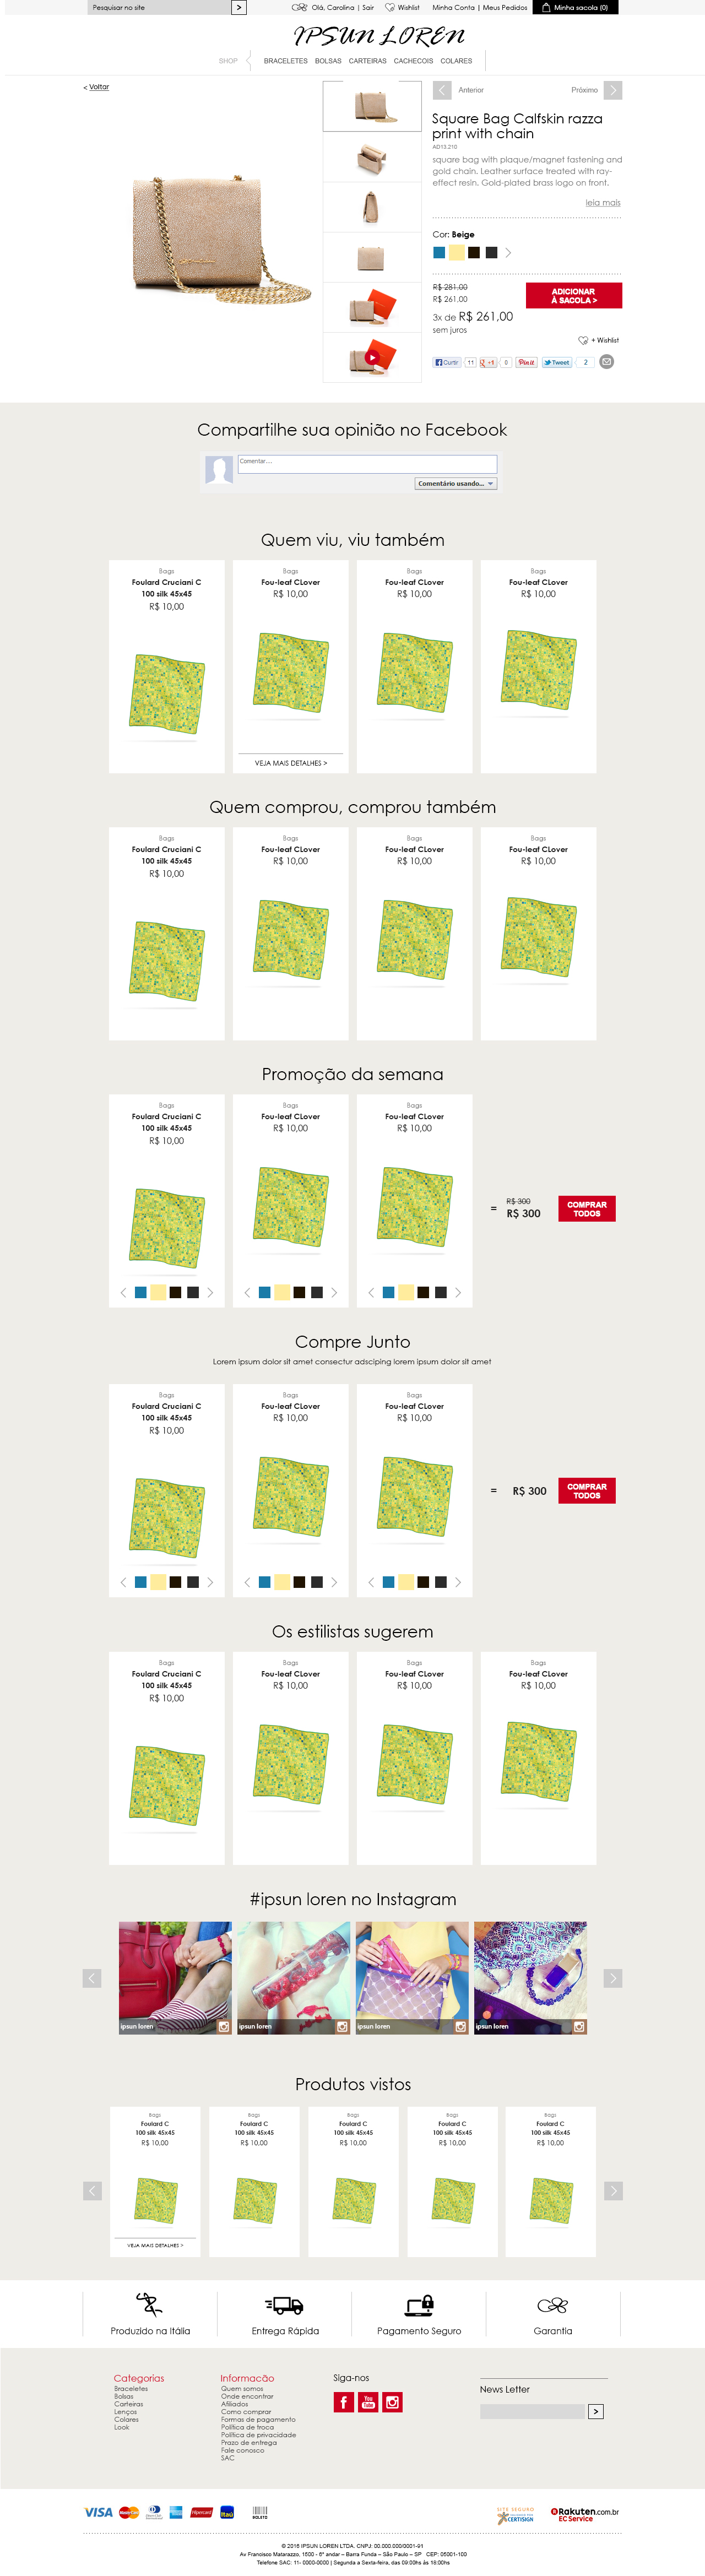 Pesquisar no site
>
Olá, Carolina | Sair
Wishlist
Minha Conta | Meus Pedidos
Minha sacola (0)
IPSUN LOREN
SHOP
BRACELETES BOLSAS CARTEIRAS CACHECOIS COLARES
< Voltar
Anterior
Próximo
Square Bag Calfskin razza
print with chain
AD13.210
square bag with plaque/magnet fastening and
gold chain. Leather surface treated with ray-
effect resin. Gold-plated brass logo on front.
leia mais
Cor: Beige
R$ 281,00
R$ 261,00
3x de R$ 261,00
sem juros
ADICIONAR
À SACOLA >
+ Wishlist
Curtir 11 +1 0 Pinit Tweet 2
Compartilhe sua opinião no Facebook
Comentar...
Comentário usando...
Quem viu, viu também
Bags
Foulard Cruciani C
100 silk 45x45
R$ 10,00
Bags
Fou-leaf CLover
R$ 10,00
VEJA MAIS DETALHES >
Bags
Fou-leaf CLover
R$ 10,00
Bags
Fou-leaf CLover
R$ 10,00
Quem comprou, comprou também
Bags
Foulard Cruciani C
100 silk 45x45
R$ 10,00
Bags
Fou-leaf CLover
R$ 10,00
Bags
Fou-leaf CLover
R$ 10,00
Bags
Fou-leaf CLover
R$ 10,00
Promoção da semana
Bags
Foulard Cruciani C
100 silk 45x45
R$ 10,00
Bags
Fou-leaf CLover
R$ 10,00
Bags
Fou-leaf CLover
R$ 10,00
R$ 300
= R$ 300
COMPRAR
TODOS
Compre Junto
Lorem ipsum dolor sit amet consectur adsciping lorem ipsum dolor sit amet
Bags
Foulard Cruciani C
100 silk 45x45
R$ 10,00
Bags
Fou-leaf CLover
R$ 10,00
Bags
Fou-leaf CLover
R$ 10,00
= R$ 300
COMPRAR
TODOS
Os estilistas sugerem
Bags
Foulard Cruciani C
100 silk 45x45
R$ 10,00
Bags
Fou-leaf CLover
R$ 10,00
Bags
Fou-leaf CLover
R$ 10,00
Bags
Fou-leaf CLover
R$ 10,00
#ipsun loren no Instagram
ipsun loren
ipsun loren
ipsun loren
ipsun loren
Produtos vistos
Bags
Foulard C
100 silk 45x45
R$ 10,00
VEJA MAIS DETALHES >
Bags
Foulard C
100 silk 45x45
R$ 10,00
Bags
Foulard C
100 silk 45x45
R$ 10,00
Bags
Foulard C
100 silk 45x45
R$ 10,00
Bags
Foulard C
100 silk 45x45
R$ 10,00
Produzido na Itália
Entrega Rápida
Pagamento Seguro
Garantia
Categorias
Braceletes
Bolsas
Carteiras
Lenços
Colares
Look
Informacão
Quem somos
Onde encontrar
Afiliados
Como comprar
Formas de pagamento
Política de troca
Política de privacidade
Prazo de entrega
Fale conosco
SAC
Siga-nos
f
You Tube
News Letter
>
VISA
MasterCard
Hipercard
Itaú
BOLETO
SITE SEGURO
CERTISIGN
Rakuten.com.br
EC Service
© 2016 IPSUN LOREN LTDA. CNPJ: 00.000.000/0001-91
Av Francisco Matarazzo, 1500 - 6° andar – Barra Funda – São Paulo – SP CEP: 05001-100
Telefone SAC: 11- 0000-0000 | Segunda a Sexta-feira, das 09:00hs às 18:00hs